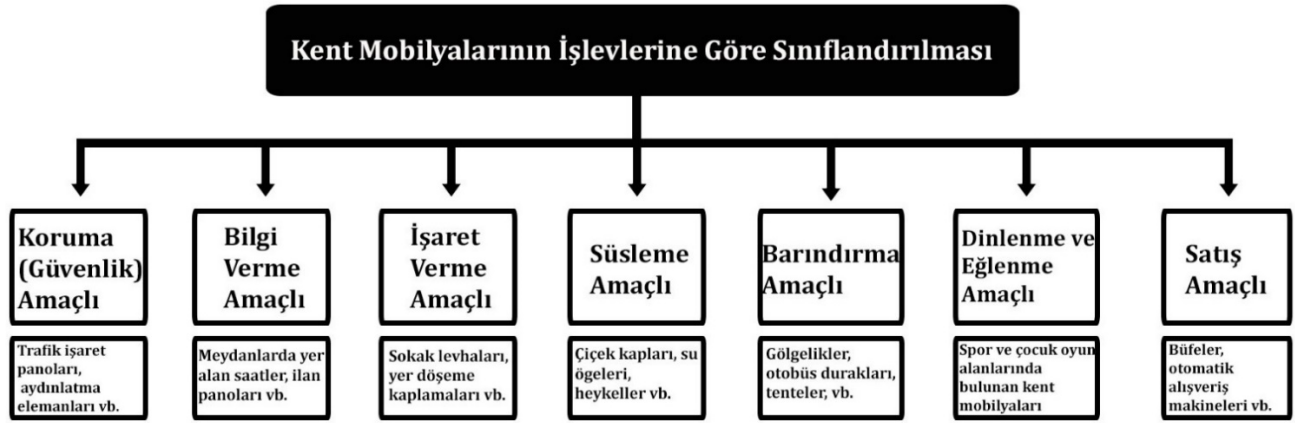 Kent Mobilyalarının İşlevlerine Göre Sınıflandırılması
Koruma
(Güvenlik)
Amaçlı
Bilgi
Verme
Amaçlı
İşaret
Verme
Amaçlı
Süsleme
Amaçlı
Barındırma
Amaçlı
Dinlenme ve
Eğlenme
Amaçlı
Satış
Amaçlı
Trafik işaret
panoları,
aydınlatma
elemanları vb.
Meydanlarda yer
alan saatler, ilan
panoları vb.
Sokak levhaları,
yer döşeme
kaplamaları vb.
Çiçek kapları, su
ögeleri,
heykeller vb.
Gölgelikler,
otobüs durakları,
tenteler, vb.
Spor ve çocuk oyun
alanlarında
bulunan kent
mobilyaları
Büfeler,
otomatik
alışveriş
makineleri vb.